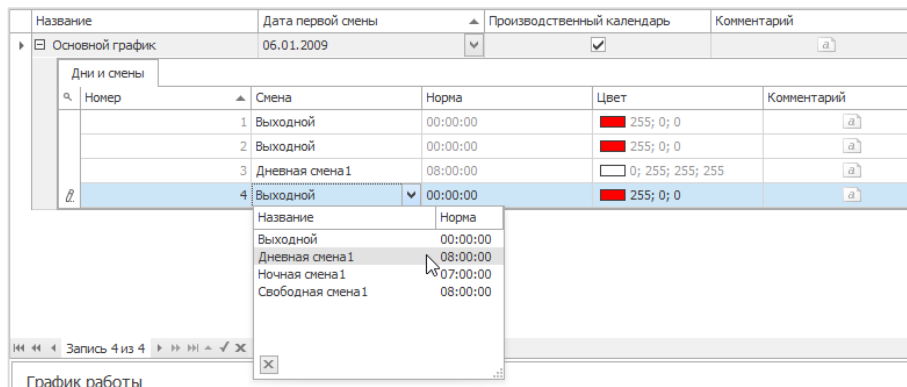 Название Дата первой смены Производственный календарь Комментарий
Основной график 06.01.2009 a
Дни и смены
Номер Смена Норма Цвет Комментарий
1 Выходной 00:00:00 255; 0; 0 a
2 Выходной 00:00:00 255; 0; 0 a
3 Дневная смена1 08:00:00 0; 255; 255; 255 a
4 Выходной 00:00:00 255; 0; 0 a
Название Норма
Выходной 00:00:00
Дневная смена1 08:00:00
Ночная смена1 07:00:00
Свободная смена1 08:00:00
Запись 4 из 4
График работы